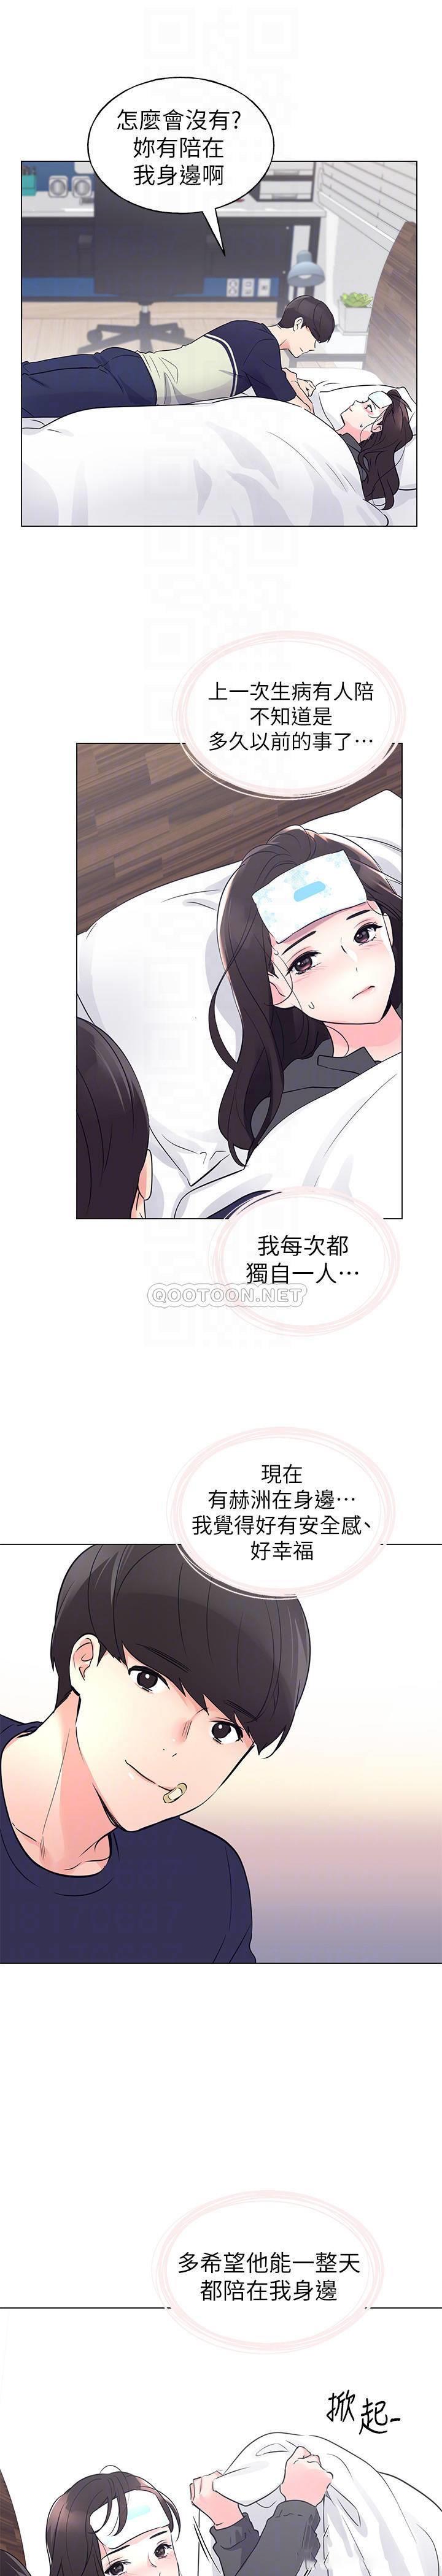 怎麼會沒有?
妳有陪在
我身邊啊
上一次生病有人陪
不知道是
多久以前的事了⋯
我每次都
獨自一人⋯
QOOTOON.NET
現在
有赫洲在身邊⋯
我覺得好有安全感、
好幸福
多希望他能一整天
都陪在我身邊
掀起-